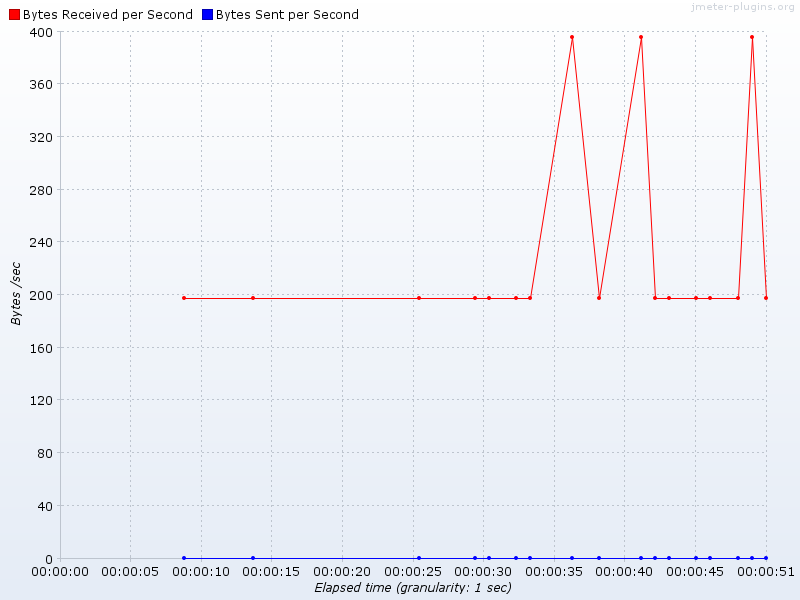 jmeter-plugins.org
Bytes Received per Second Bytes Sent per Second
400
360
320
280
240
200
160
120
80
40
0
Bytes /sec
00:00:00 00:00:05 00:00:10 00:00:15 00:00:20 00:00:25 00:00:30 00:00:35 00:00:40 00:00:45 00:00:51
Elapsed time (granularity: 1 sec)